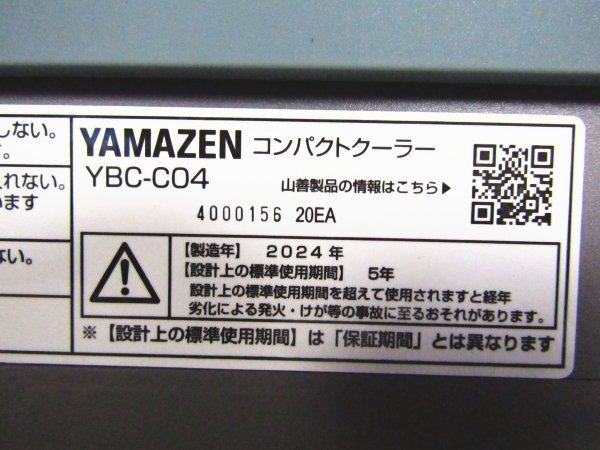 しない。
す。
入れない。
います
ない。
YAMAZEN コンパクトクーラー
YBC-C04
山善製品の情報はこちら▶
4000156 20EA
【製造年】 2024年
【設計上の標準使用期間】 5年
設計上の標準使用期間を超えて使用されますと経年
劣化による発火・けが等の事故に至るおそれがあります。
※【設計上の標準使用期間】は「保証期間」とは異なります